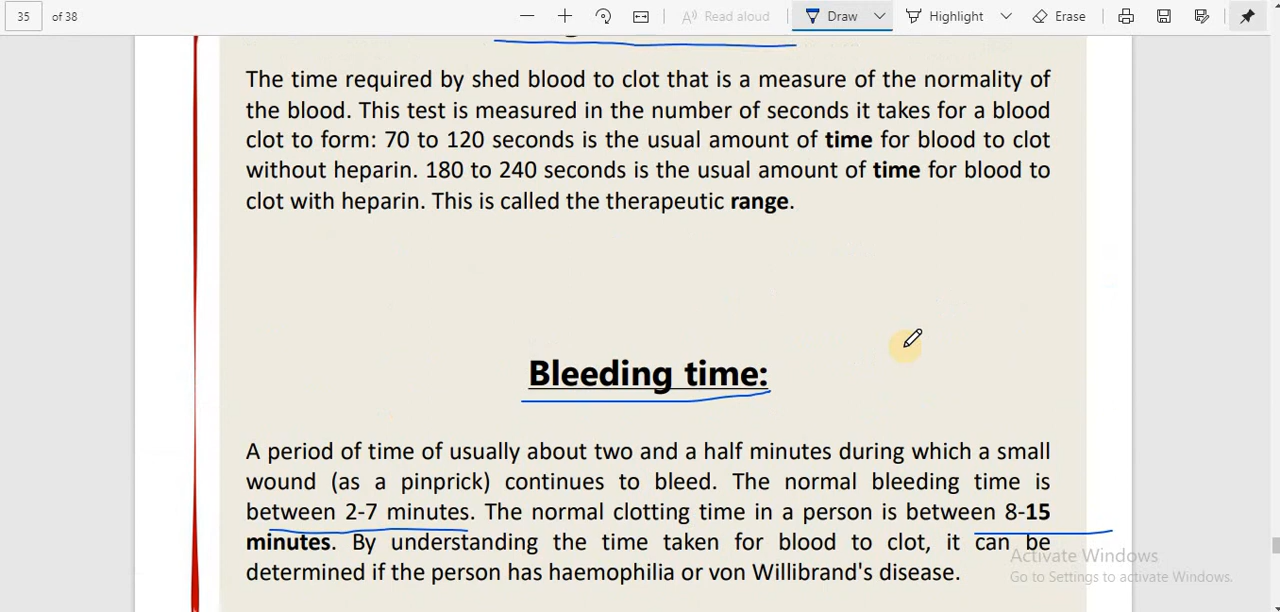 35 of 38 Read aloud Draw Highlight Erase
The time required by shed blood to clot that is a measure of the normality of
the blood. This test is measured in the number of seconds it takes for a blood
clot to form: 70 to 120 seconds is the usual amount of time for blood to clot
without heparin. 180 to 240 seconds is the usual amount of time for blood to
clot with heparin. This is called the therapeutic range.
Bleeding time:
A period of time of usually about two and a half minutes during which a small
wound (as a pinprick) continues to bleed. The normal bleeding time is
between 2-7 minutes. The normal clotting time in a person is between 8-15
minutes. By understanding the time taken for blood to clot, it can be
determined if the person has haemophilia or von Willibrand's disease.
Activate Windows
Go to Settings to activate Windows.